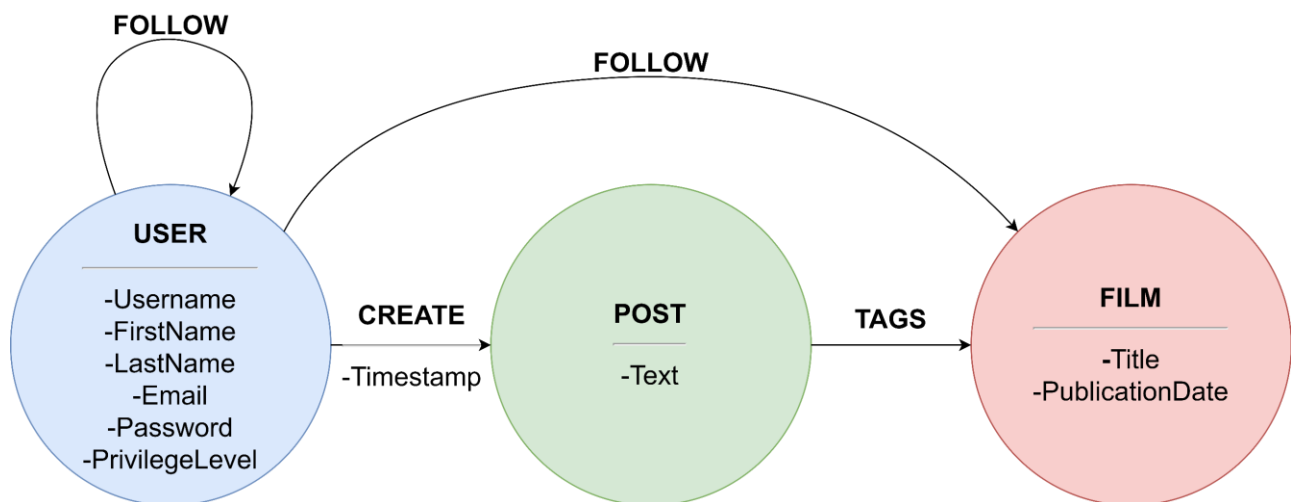 FOLLOW
FOLLOW
USER
-Username
-FirstName
-LastName
-Email
-Password
-PrivilegeLevel
CREATE
-Timestamp
POST
-Text
TAGS
FILM
-Title
-PublicationDate